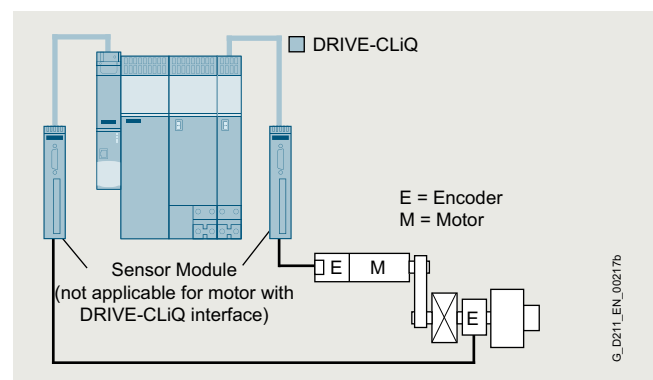 DRIVE-CLiQ
E = Encoder
M = Motor
Sensor Module
(not applicable for motor with
DRIVE-CLiQ interface)
E M
E
G_D211_EN_00217b